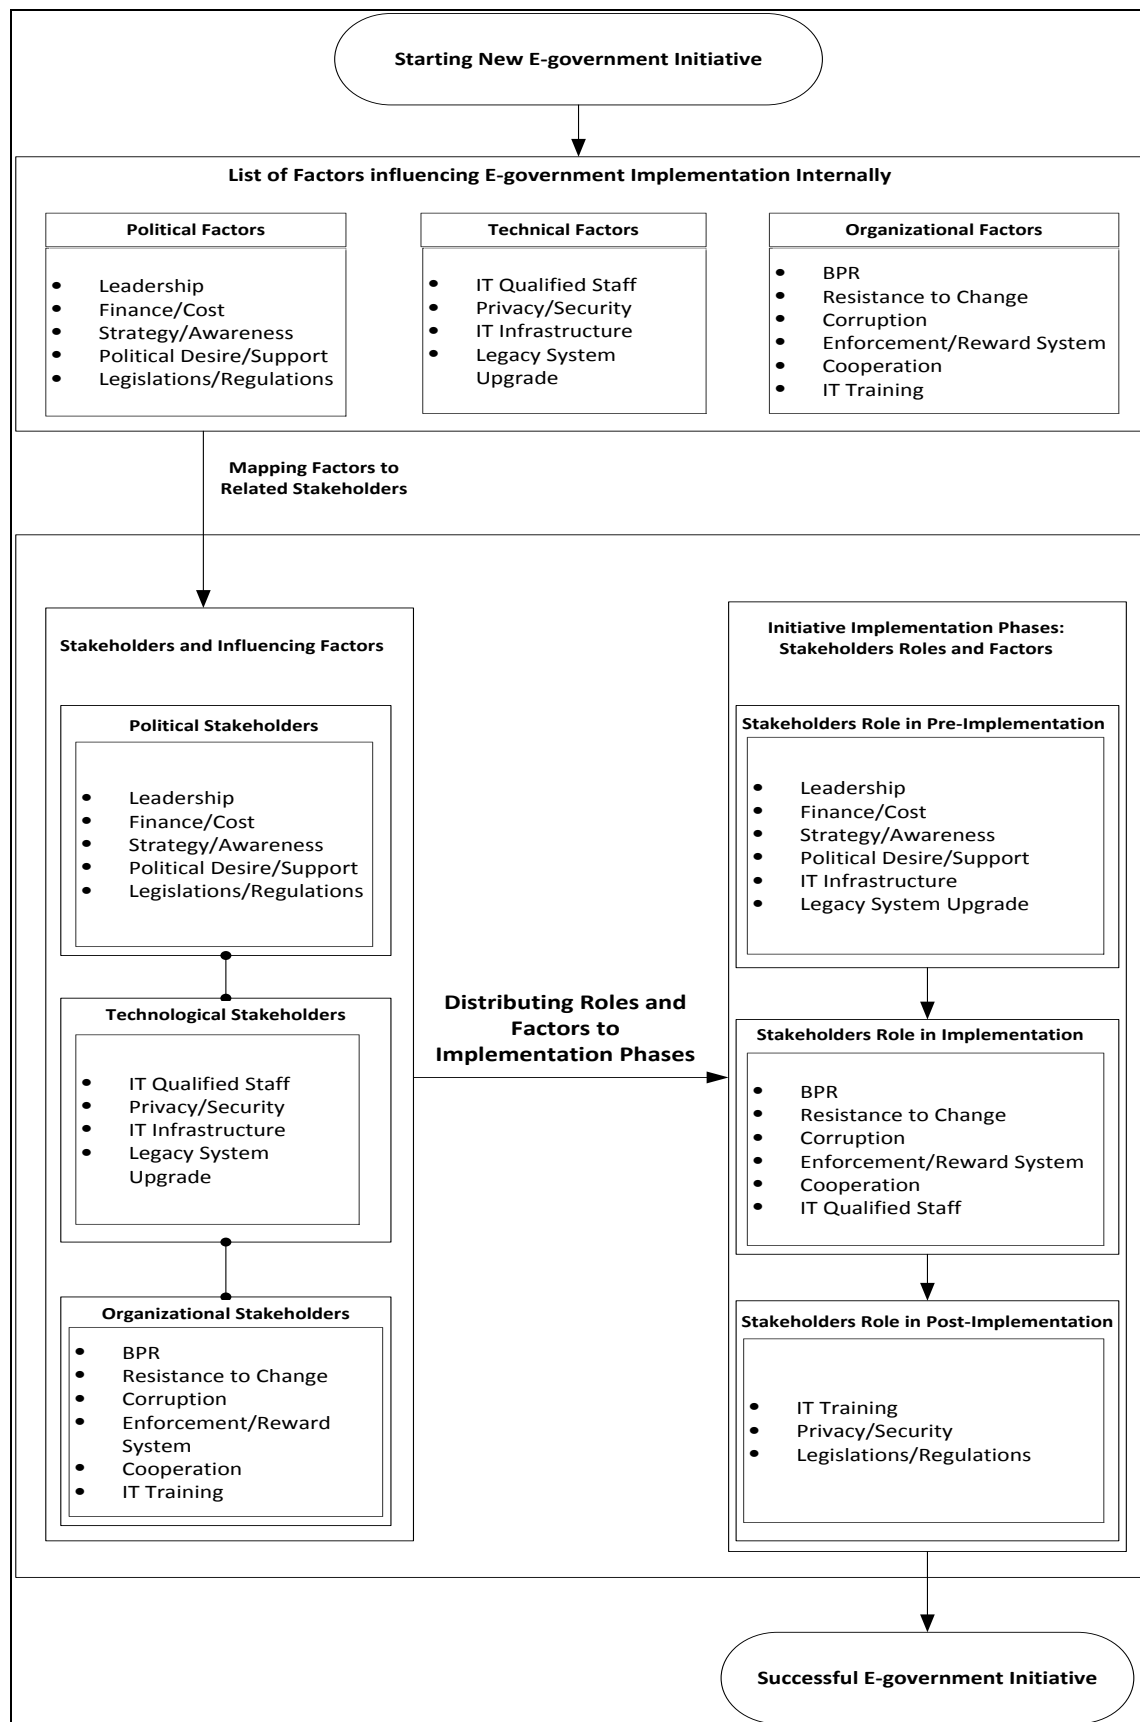 Starting New E-government Initiative
List of Factors influencing E-government Implementation Internally
Political Factors
Leadership
Finance/Cost
Strategy/Awareness
Political Desire/Support
Legislations/Regulations
Technical Factors
IT Qualified Staff
Privacy/Security
IT Infrastructure
Legacy System
Upgrade
Organizational Factors
BPR
Resistance to Change
Corruption
Enforcement/Reward System
Cooperation
IT Training
Mapping Factors to
Related Stakeholders
Stakeholders and Influencing Factors
Political Stakeholders
Leadership
Finance/Cost
Strategy/Awareness
Political Desire/Support
Legislations/Regulations
Technological Stakeholders
IT Qualified Staff
Privacy/Security
IT Infrastructure
Legacy System
Upgrade
Organizational Stakeholders
BPR
Resistance to Change
Corruption
Enforcement/Reward
System
Cooperation
IT Training
Distributing Roles and
Factors to
Implementation Phases
Initiative Implementation Phases:
Stakeholders Roles and Factors
Stakeholders Role in Pre-Implementation
Leadership
Finance/Cost
Strategy/Awareness
Political Desire/Support
IT Infrastructure
Legacy System Upgrade
Stakeholders Role in Implementation
BPR
Resistance to Change
Corruption
Enforcement/Reward System
Cooperation
IT Qualified Staff
Stakeholders Role in Post-Implementation
IT Training
Privacy/Security
Legislations/Regulations
Successful E-government Initiative